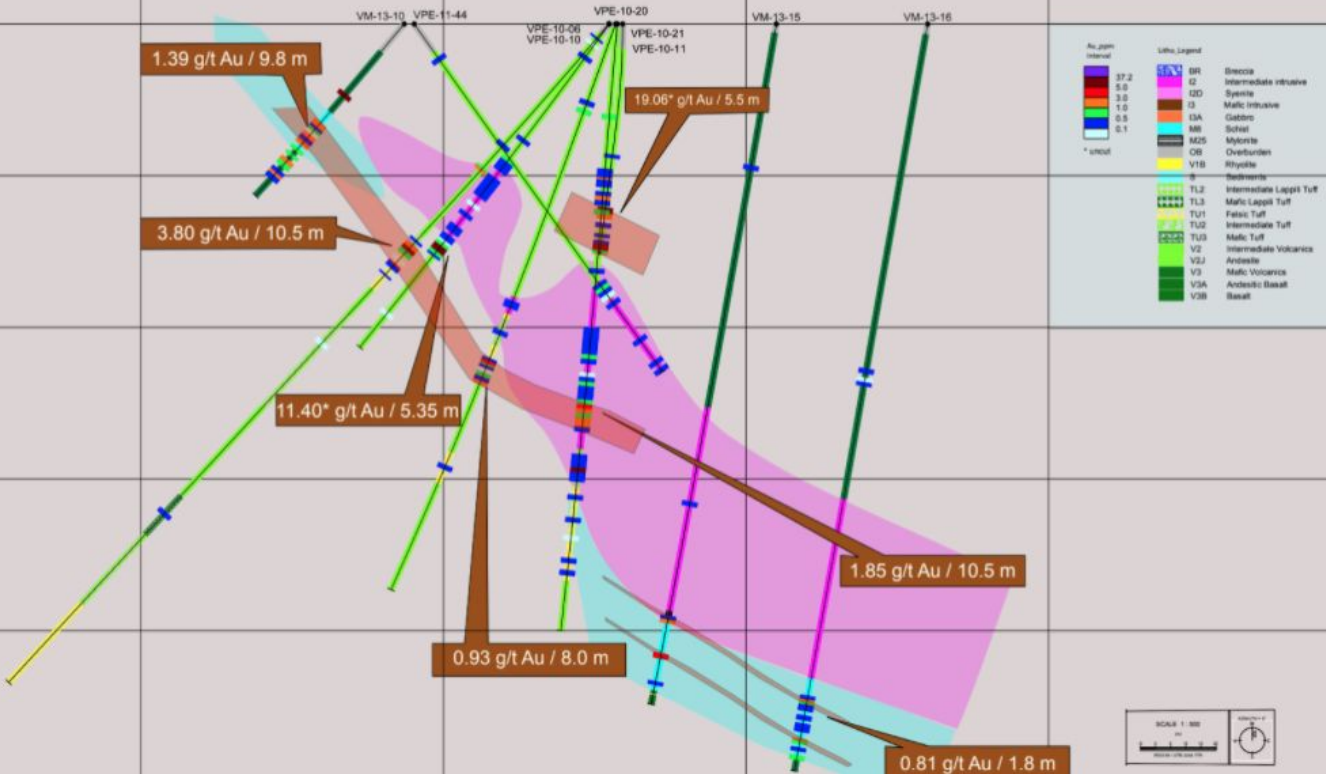 VM-13-10
VPE-11-44
VPE-10-20
VPE-10-06
VPE-10-10
VPE-10-21
VPE-10-11
VM-13-15
VM-13-16
1.39 g/t Au / 9.8 m
19.06* g/t Au / 5.5 m
3.80 g/t Au / 10.5 m
11.40* g/t Au / 5.35 m
1.85 g/t Au / 10.5 m
0.93 g/t Au / 8.0 m
0.81 g/t Au / 1.8 m
Au_ppm
Interval
37.2
5.0
3.0
1.0
0.5
0.1
* uncut
Litho_Legend
BR Breccia
I2 Intermediate intrusive
I2D Syenite
I3 Mafic Intrusive
I3A Gabbro
M8 Schist
M25 Mylonite
OB Overburden
V1B Rhyolite
S Sediments
TL2 Intermediate Lappili Tuff
TL3 Mafic Lappili Tuff
TU1 Felsic Tuff
TU2 Intermediate Tuff
TU3 Mafic Tuff
V2 Intermediate Volcanics
V2J Andesite
V3 Mafic Volcanics
V3A Andesitic Basalt
V3B Basalt
SCALE 1 : 500